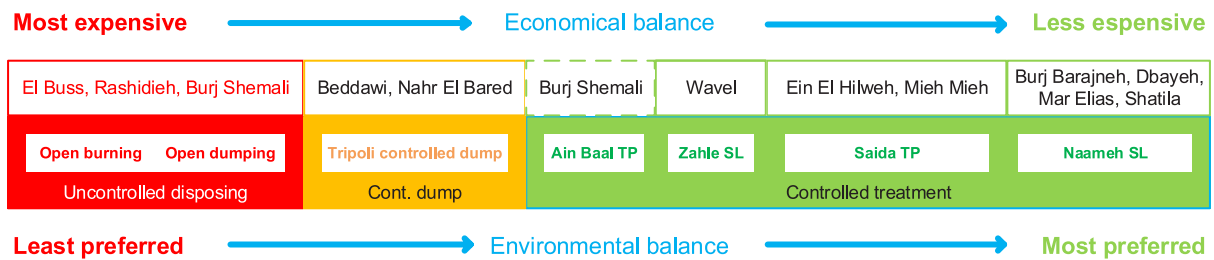 Most expensive Economical balance Less espensive
El Buss, Rashidieh, Burj Shemali Beddawi, Nahr El Bared Burj Shemali Wavel Ein El Hilweh, Mieh Mieh Burj Barajneh, Dbayeh,
Mar Elias, Shatila
Open burning Open dumping Tripoli controlled dump Ain Baal TP Zahle SL Saida TP Naameh SL
Uncontrolled disposing Cont. dump Controlled treatment
Least preferred Environmental balance Most preferred